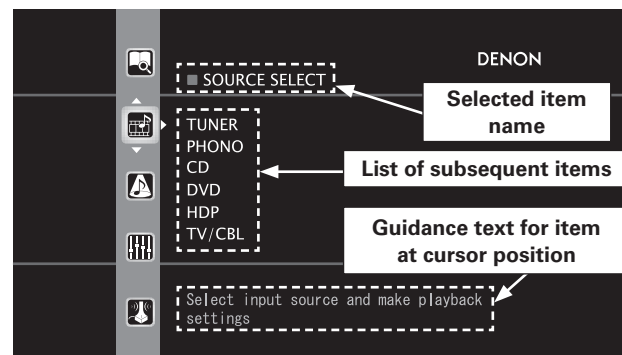 ■ SOURCE SELECT
DENON
Selected item
name
TUNER
PHONO
CD
DVD
HDP
TV/CBL
List of subsequent items
Guidance text for item
at cursor position
Select input source and make playback
settings